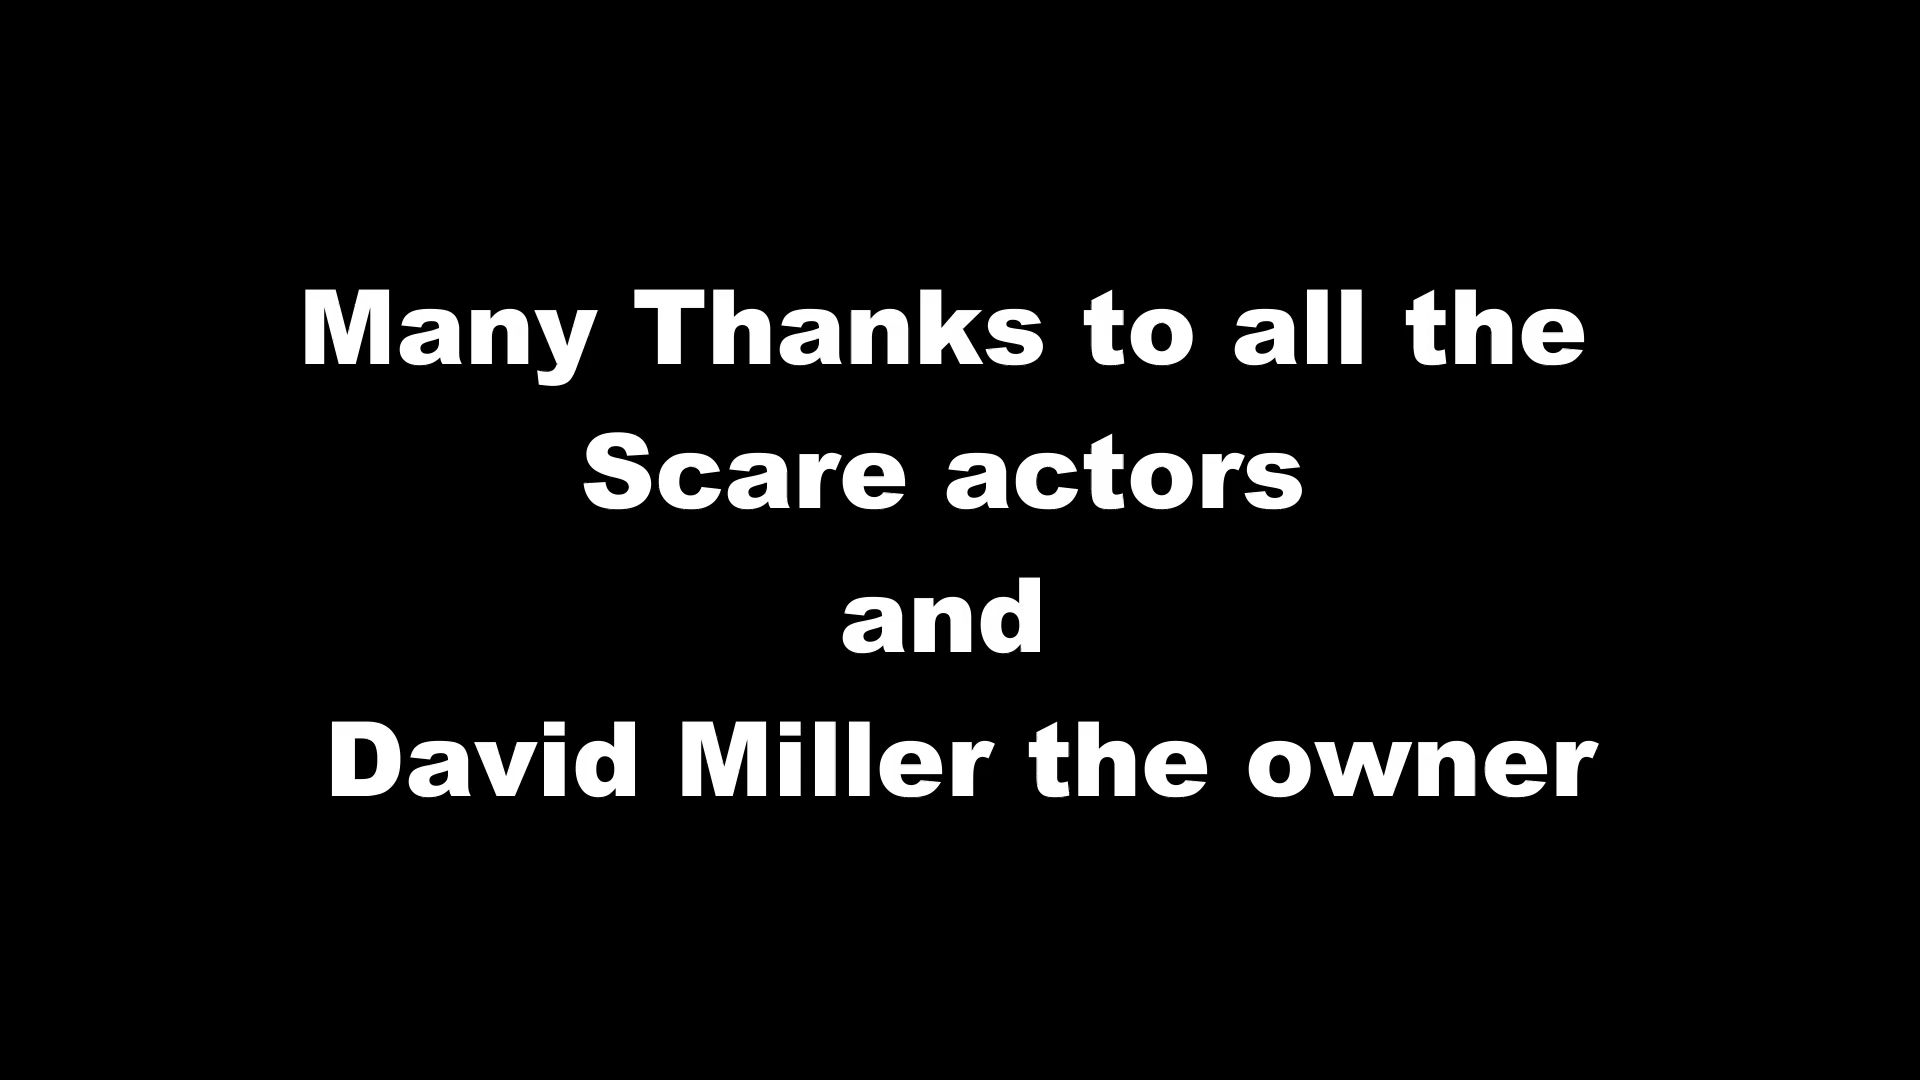 Many Thanks to all the
Scare actors
and
David Miller the owner